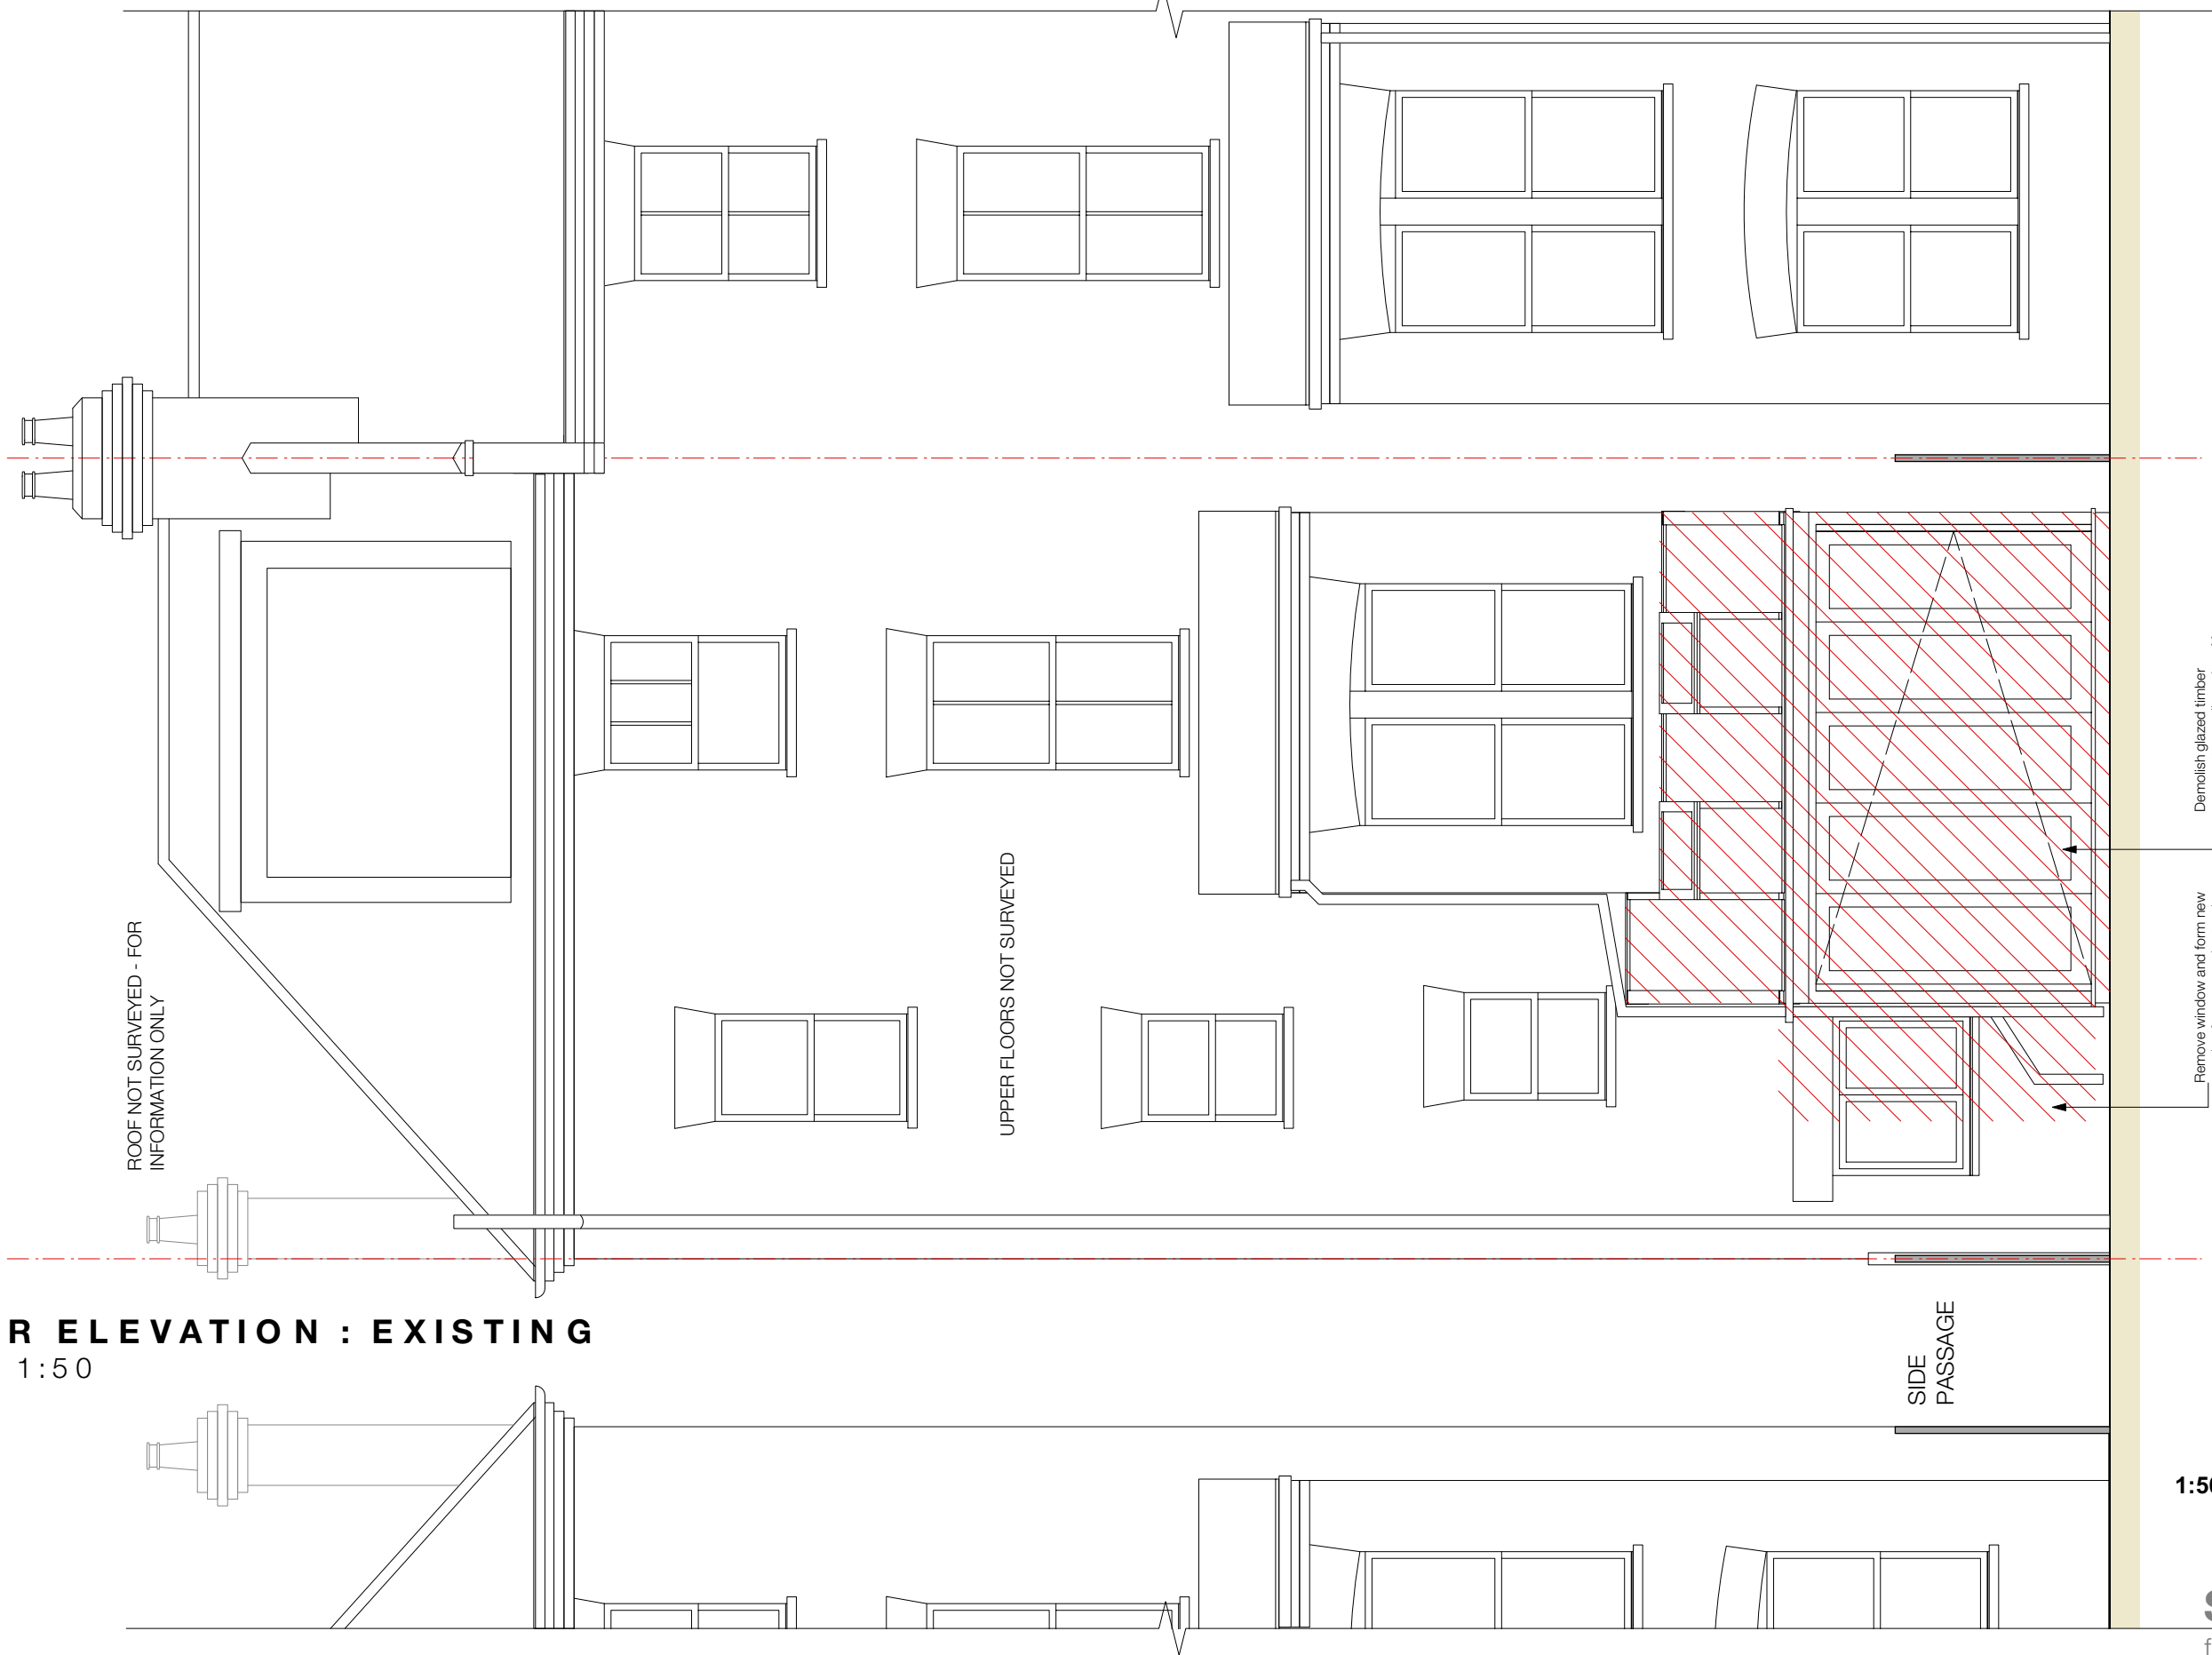 ROOF NOT SURVEYED - FOR
INFORMATION ONLY
UPPER FLOORS NOT SURVEYED
Demolish glazed timber
Remove window and form new
R ELEVATION : EXISTING
1:50
SIDE
PASSAGE
1:50